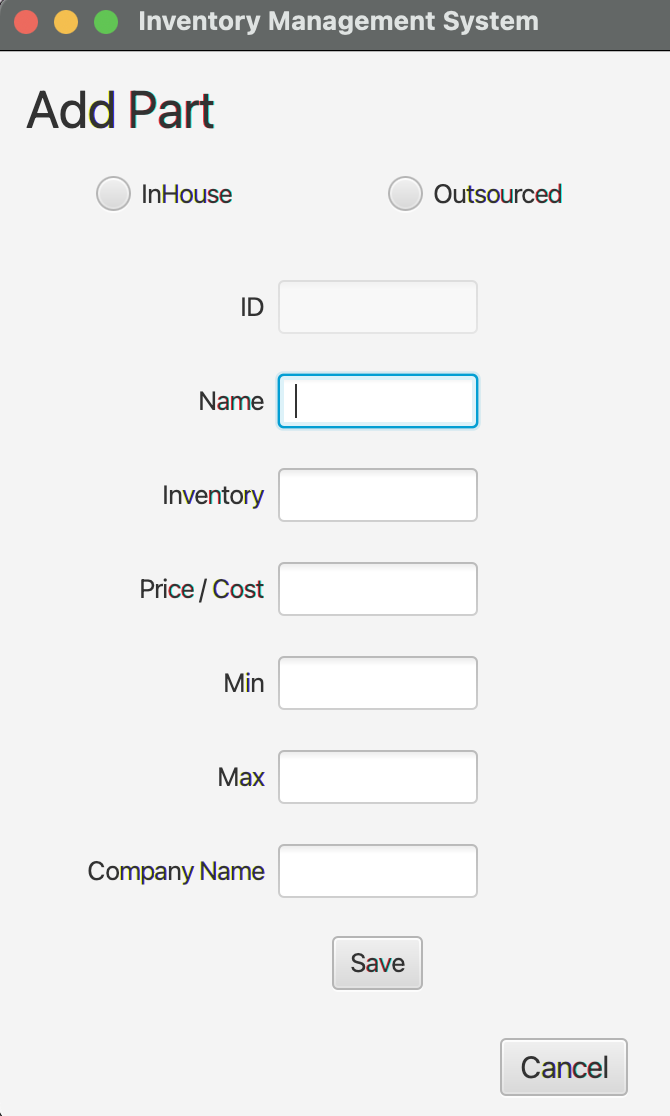 Inventory Management System
Add Part
InHouse Outsourced
ID
Name
Inventory
Price / Cost
Min
Max
Company Name
Save
Cancel